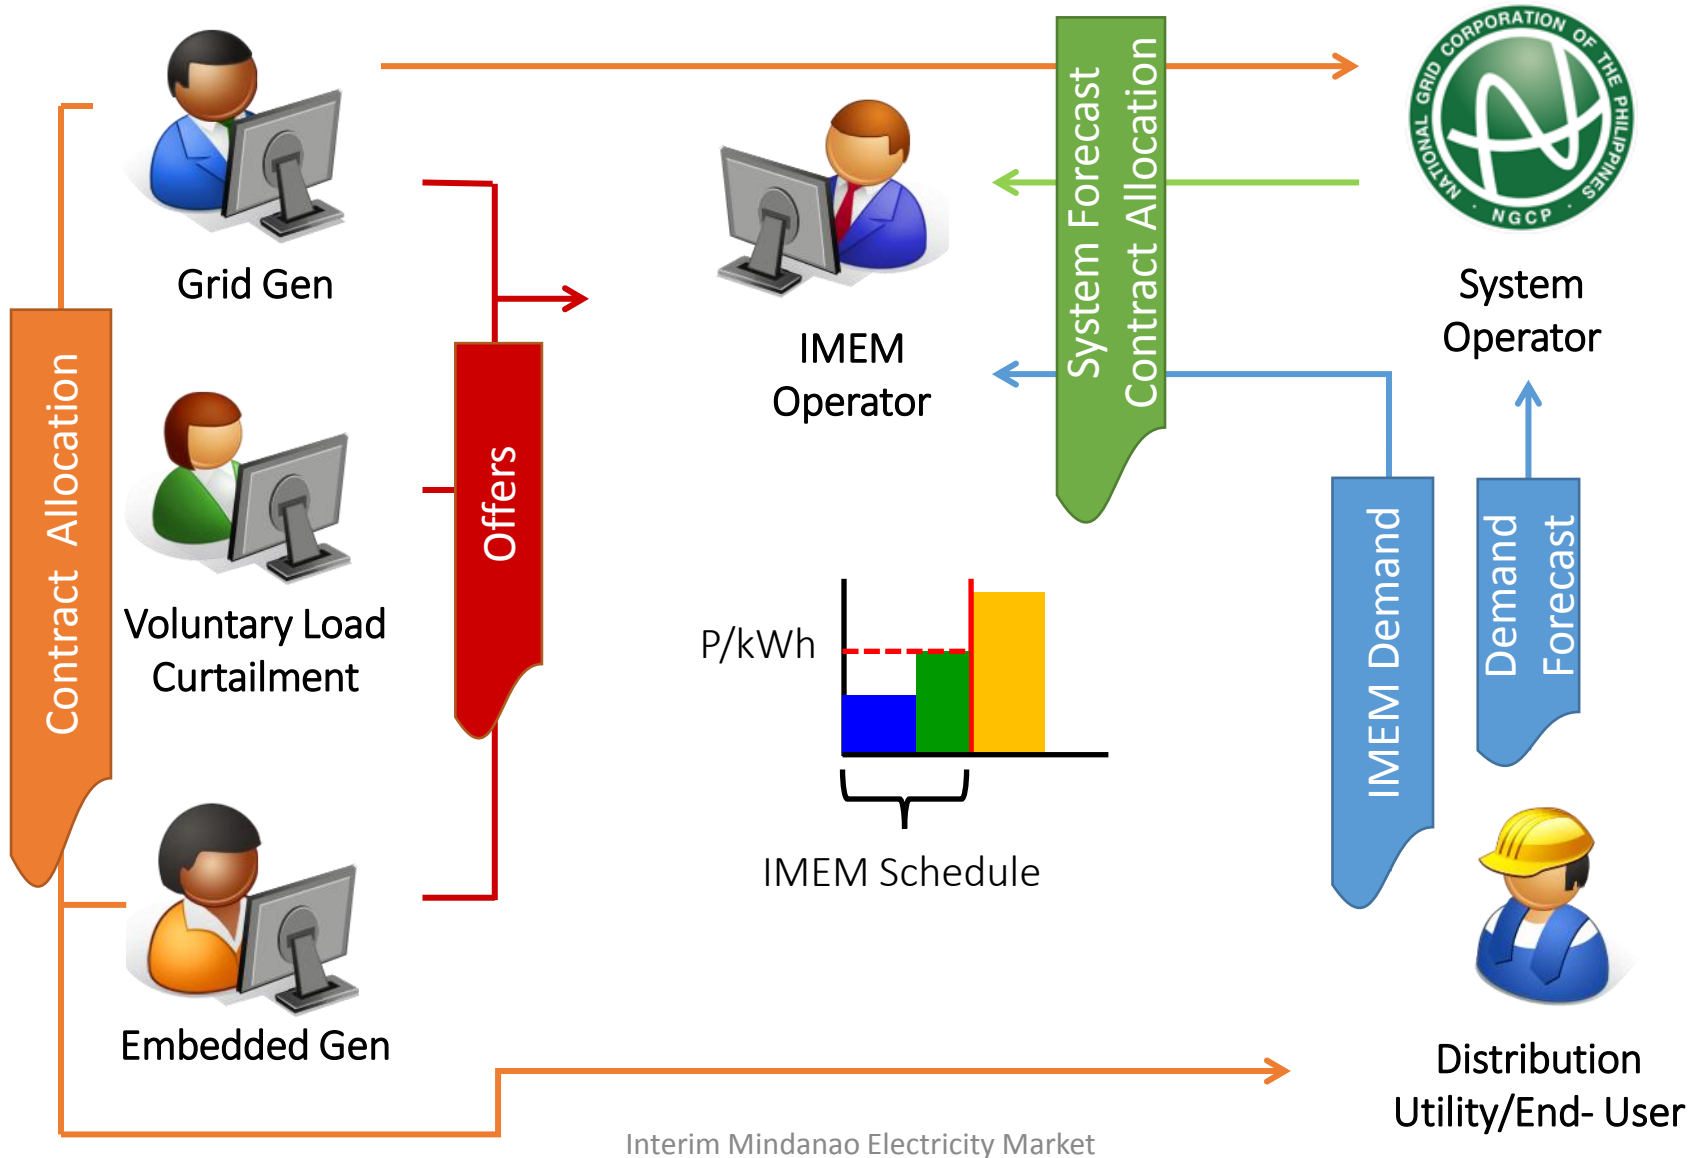 NATIONAL GRID CORPORATION OF THE PHILIPPINES
· NGCP ·
Grid Gen
System
Operator
IMEM
Operator
System Forecast
Contract Allocation
Contract Allocation
Offers
Voluntary Load
Curtailment
IMEM Demand
Demand
Forecast
P/kWh
IMEM Schedule
Embedded Gen
Distribution
Utility/End- User
Interim Mindanao Electricity Market